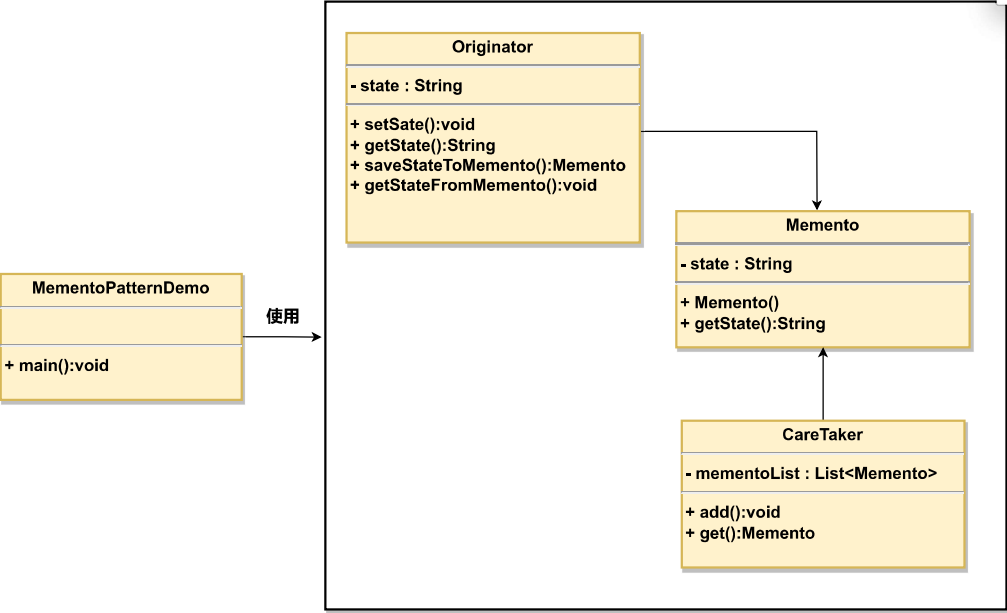 Originator
- state : String
+ setSate():void
+ getState():String
+ saveStateToMemento():Memento
+ getStateFromMemento():void
Memento
- state : String
+ Memento()
+ getState():String
MementoPatternDemo
+ main():void
使用
CareTaker
- mementoList : List<Memento>
+ add():void
+ get():Memento